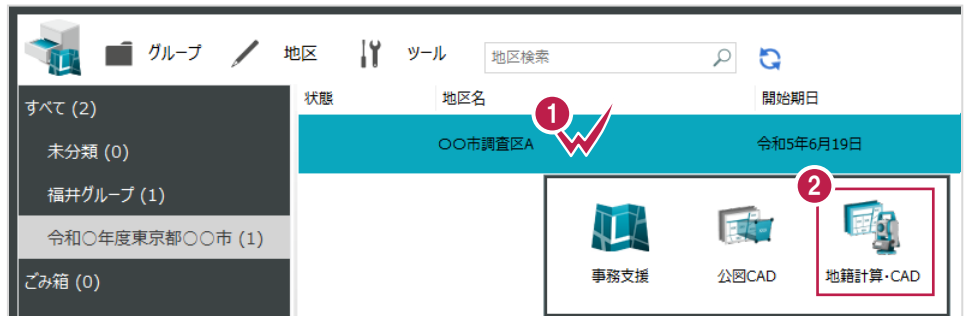 グループ 地区 ツール 地区検索
すべて (2)
未分類 (0)
福井グループ (1)
令和○年度東京都○○市 (1)
ごみ箱 (0)
状態 地区名 開始期日
1
○○市調査区A 令和5年6月19日
2
事務支援 公図CAD 地籍計算・CAD